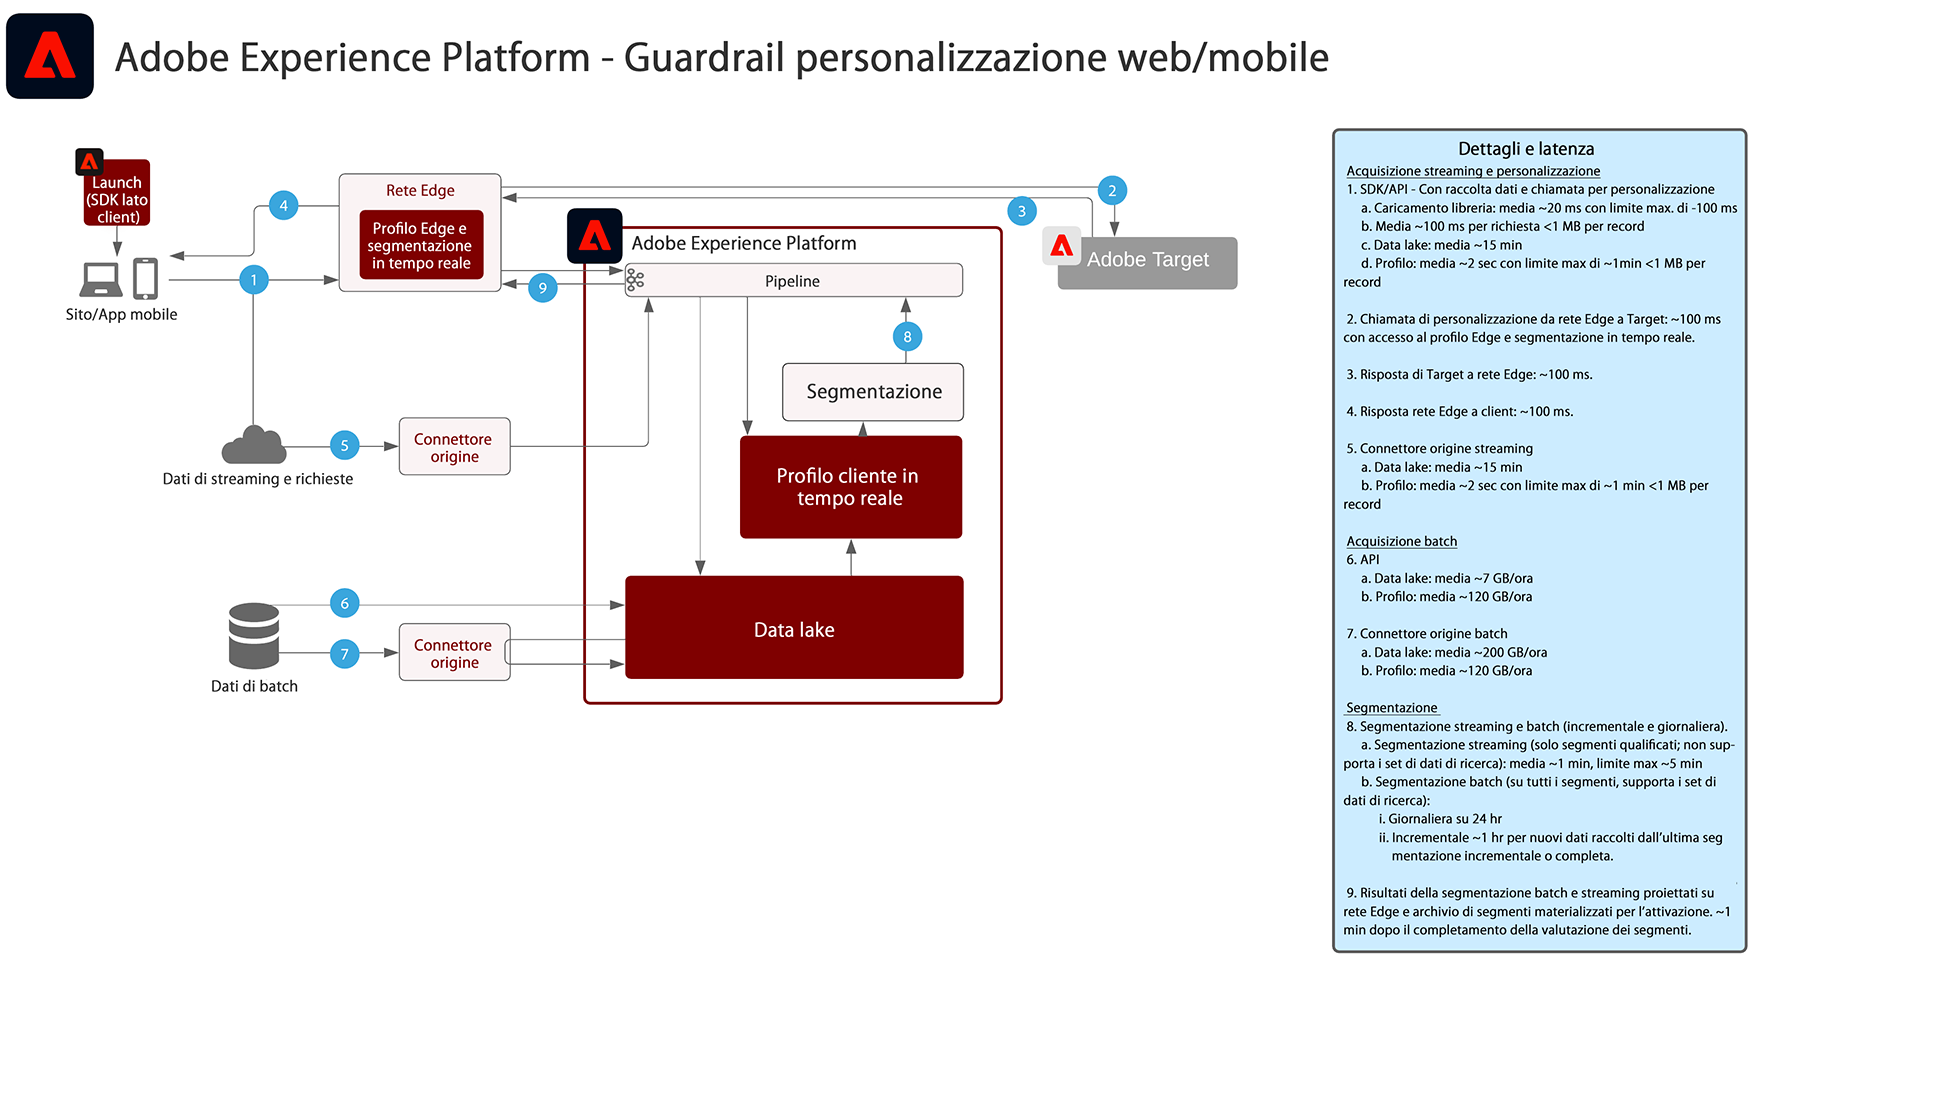 Adobe Experience Platform - Guardrail personalizzazione web/mobile
Launch
(SDK lato
client)
Sito/App mobile
4
1
Rete Edge
Profilo Edge e
segmentazione
in tempo reale
2
3
Adobe Target
9
Adobe Experience Platform
Pipeline
8
Segmentazione
Profilo cliente in
tempo reale
Data lake
Dati di streaming e richieste
5
Connettore
origine
6
7
Connettore
origine
Dati di batch
Dettagli e latenza
Acquisizione streaming e personalizzazione
1. SDK/API - Con raccolta dati e chiamata per personalizzazione
a. Caricamento libreria: media ~20 ms con limite max. di -100 ms
b. Media ~100 ms per richiesta <1 MB per record
c. Data lake: media ~15 min
d. Profilo: media ~2 sec con limite max di ~1min <1 MB per
record
2. Chiamata di personalizzazione da rete Edge a Target: ~100 ms
con accesso al profilo Edge e segmentazione in tempo reale.
3. Risposta di Target a rete Edge: ~100 ms.
4. Risposta rete Edge a client: ~100 ms.
5. Connettore origine streaming
a. Data lake: media ~15 min
b. Profilo: media ~2 sec con limite max di ~1 min <1 MB per
record
Acquisizione batch
6. API
a. Data lake: media ~7 GB/ora
b. Profilo: media ~120 GB/ora
7. Connettore origine batch
a. Data lake: media ~200 GB/ora
b. Profilo: media ~120 GB/ora
Segmentazione
8. Segmentazione streaming e batch (incrementale e giornaliera).
a. Segmentazione streaming (solo segmenti qualificati; non sup-
porta i set di dati di ricerca): media ~1 min, limite max ~5 min
b. Segmentazione batch (su tutti i segmenti, supporta i set di
dati di ricerca):
i. Giornaliera su 24 hr
ii. Incrementale ~1 hr per nuovi dati raccolti dall'ultima seg
mentazione incrementale o completa.
9. Risultati della segmentazione batch e streaming proiettati su
rete Edge e archivio di segmenti materializzati per l'attivazione. ~1
min dopo il completamento della valutazione dei segmenti.